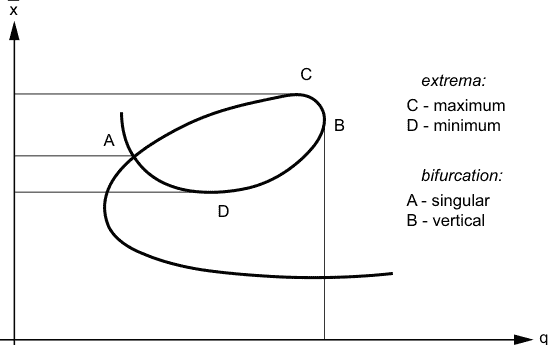 x̅
C
extrema:
C - maximum
D - minimum
B
A
bifurcation:
A - singular
B - vertical
D
q